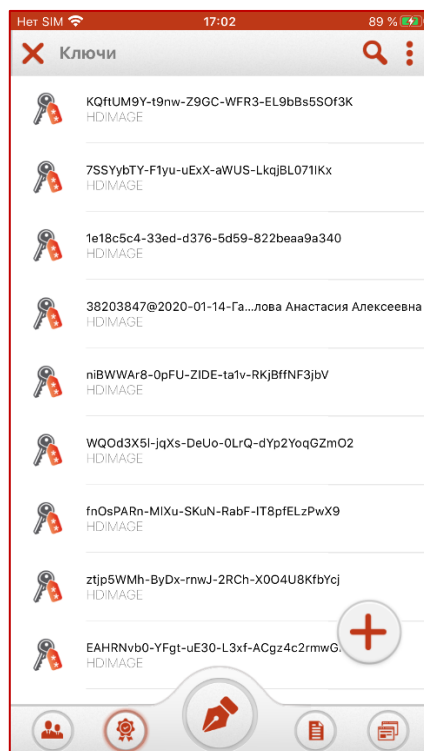 Нет SIM 17:02 89 %
Ключи
KQftUM9Y-t9nw-Z9GC-WFR3-EL9bBs5SOf3K
HDIMAGE
7SSYybTY-F1yu-uExX-aWUS-LkqjBL071IKx
HDIMAGE
1e18c5c4-33ed-d376-5d59-822beaa9a340
HDIMAGE
38203847@2020-01-14-Га...лова Анастасия Алексеевна
HDIMAGE
niBWWAr8-0pFU-ZIDE-ta1v-RKjBffNF3jbV
HDIMAGE
WQOd3X5I-jqXs-DeUo-0LrQ-dYp2YoqGZmO2
HDIMAGE
fnOsPARn-MIXu-SKuN-RabF-IT8pfELzPwX9
HDIMAGE
ztjp5WMh-ByDx-rnwJ-2RCh-X0O4U8KfbYcj
HDIMAGE
EAHRNvb0-YFgt-uE30-L3xf-ACgz4c2rmwG
HDIMAGE